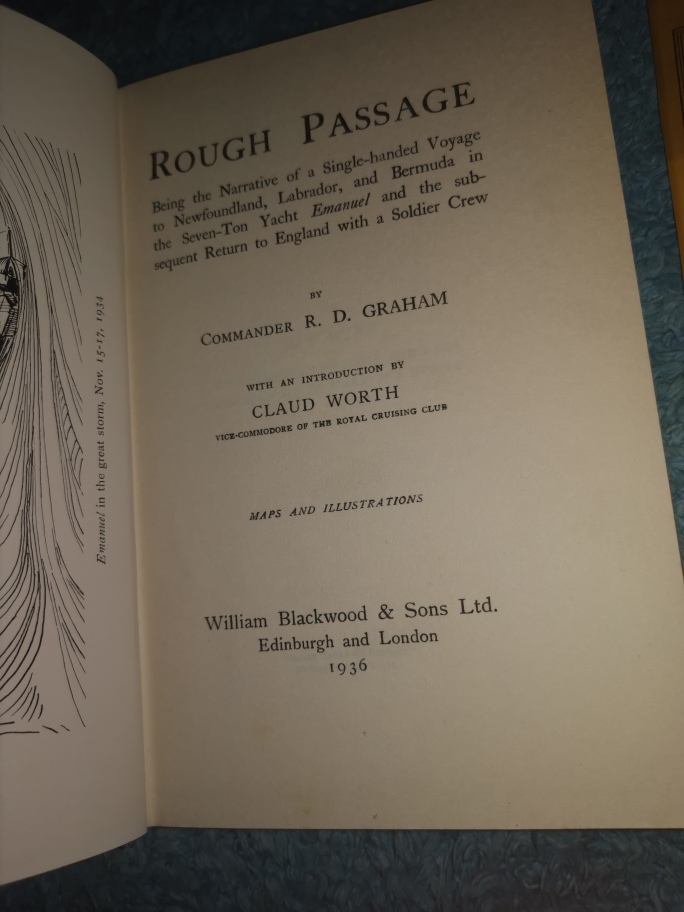 Emanuel in the great storm, Nov. 15-17, 1934
ROUGH PASSAGE
Being the Narrative of a Single-handed Voyage
to Newfoundland, Labrador, and Bermuda in
the Seven-Ton Yacht Emanuel and the sub-
sequent Return to England with a Soldier Crew
BY
COMMANDER R. D. GRAHAM
WITH AN INTRODUCTION BY
CLAUD WORTH
VICE-COMMODORE OF THE ROYAL CRUISING CLUB
MAPS AND ILLUSTRATIONS
William Blackwood & Sons Ltd.
Edinburgh and London
1936